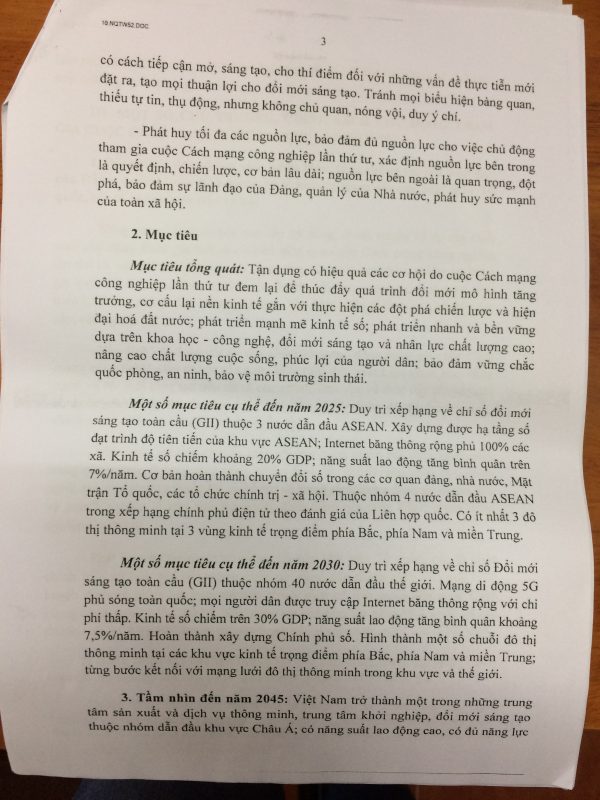 10.NQTW52.DOC
3
có cách tiếp cận mở, sáng tạo, cho thí điểm đối với những vấn đề thực tiễn mới
đặt ra, tạo mọi thuận lợi cho đổi mới sáng tạo. Tránh mọi biểu hiện bàng quan,
thiếu tự tin, thụ động, nhưng không chủ quan, nóng vội, duy ý chí.
- Phát huy tối đa các nguồn lực, bảo đảm đủ nguồn lực cho việc chủ động
tham gia cuộc Cách mạng công nghiệp lần thứ tư, xác định nguồn lực bên trong
là quyết định, chiến lược, cơ bản lâu dài; nguồn lực bên ngoài là quan trọng, đột
phá, bảo đảm sự lãnh đạo của Đảng, quản lý của Nhà nước, phát huy sức mạnh
của toàn xã hội.
2. Mục tiêu
Mục tiêu tổng quát: Tận dụng có hiệu quả các cơ hội do cuộc Cách mạng
công nghiệp lần thứ tư đem lại để thúc đẩy quá trình đổi mới mô hình tăng
trưởng, cơ cấu lại nền kinh tế gắn với thực hiện các đột phá chiến lược và hiện
đại hoá đất nước; phát triển mạnh mẽ kinh tế số; phát triển nhanh và bền vững
dựa trên khoa học - công nghệ, đổi mới sáng tạo và nhân lực chất lượng cao;
nâng cao chất lượng cuộc sống, phúc lợi của người dân; bảo đảm vững chắc
quốc phòng, an ninh, bảo vệ môi trường sinh thái.
Một số mục tiêu cụ thể đến năm 2025: Duy trì xếp hạng về chỉ số đổi mới
sáng tạo toàn cầu (GII) thuộc 3 nước dẫn đầu ASEAN. Xây dựng được hạ tầng số
đạt trình độ tiên tiến của khu vực ASEAN; Internet băng thông rộng phủ 100% các
xã. Kinh tế số chiếm khoảng 20% GDP; năng suất lao động tăng bình quân trên
7%/năm. Cơ bản hoàn thành chuyển đổi số trong các cơ quan đảng, nhà nước, Mặt
trận Tổ quốc, các tổ chức chính trị - xã hội. Thuộc nhóm 4 nước dẫn đầu ASEAN
trong xếp hạng chính phủ điện tử theo đánh giá của Liên hợp quốc. Có ít nhất 3 đô
thị thông minh tại 3 vùng kinh tế trọng điểm phía Bắc, phía Nam và miền Trung.
Một số mục tiêu cụ thể đến năm 2030: Duy trì xếp hạng về chỉ số Đổi mới
sáng tạo toàn cầu (GII) thuộc nhóm 40 nước dẫn đầu thế giới. Mạng di động 5G
phủ sóng toàn quốc; mọi người dân được truy cập Internet băng thông rộng với chi
phí thấp. Kinh tế số chiếm trên 30% GDP; năng suất lao động tăng bình quân khoảng
7,5%/năm. Hoàn thành xây dựng Chính phủ số. Hình thành một số chuỗi đô thị
thông minh tại các khu vực kinh tế trọng điểm phía Bắc, phía Nam và miền Trung;
từng bước kết nối với mạng lưới đô thị thông minh trong khu vực và thế giới.
3. Tầm nhìn đến năm 2045: Việt Nam trở thành một trong những trung
tâm sản xuất và dịch vụ thông minh, trung tâm khởi nghiệp, đổi mới sáng tạo
thuộc nhóm dẫn đầu khu vực Châu Á; có năng suất lao động cao, có đủ năng lực